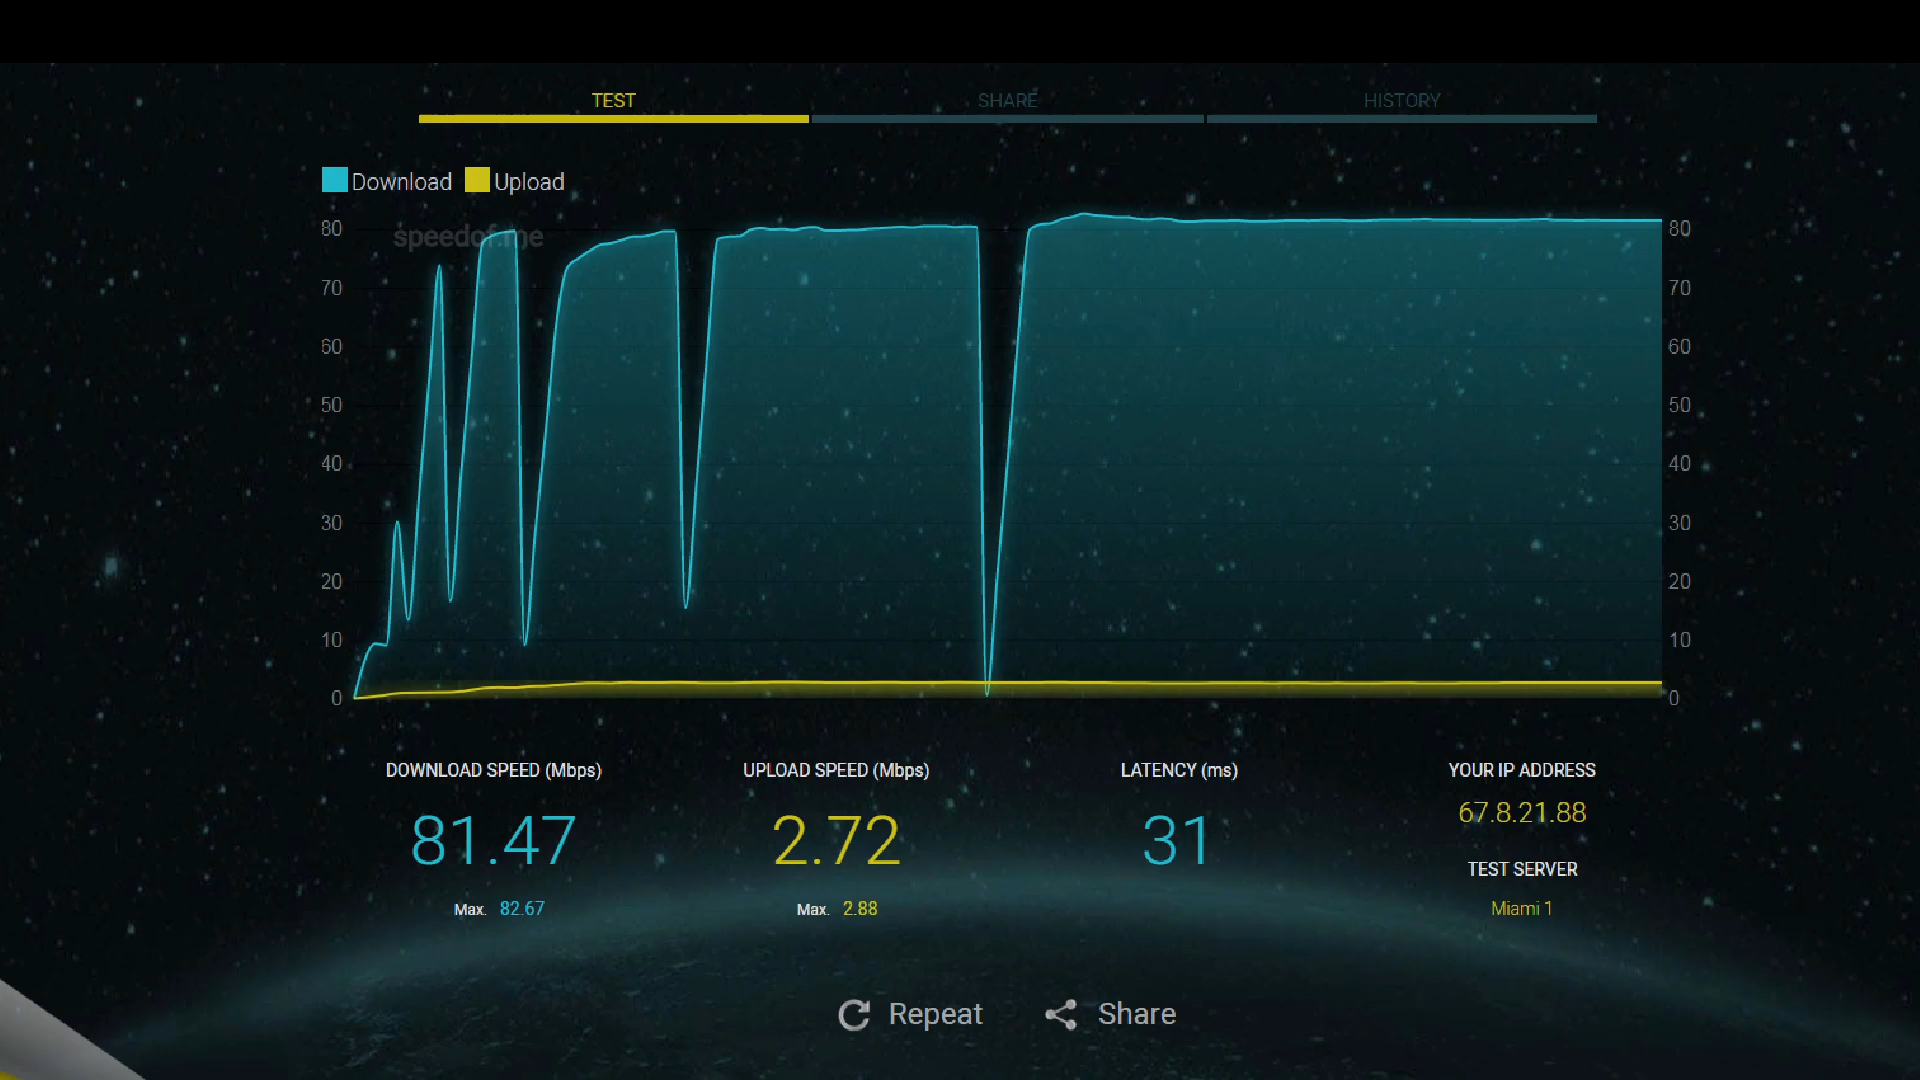 TEST SHARE HISTORY
Download Upload
speedof.me
80 80
70 70
60 60
50 50
40 40
30 30
20 20
10 10
0 0
DOWNLOAD SPEED (Mbps) UPLOAD SPEED (Mbps) LATENCY (ms) YOUR IP ADDRESS
67.8.21.88
81.47 2.72 31
TEST SERVER
Max. 82.67 Max. 2.88 Miami 1
Repeat Share